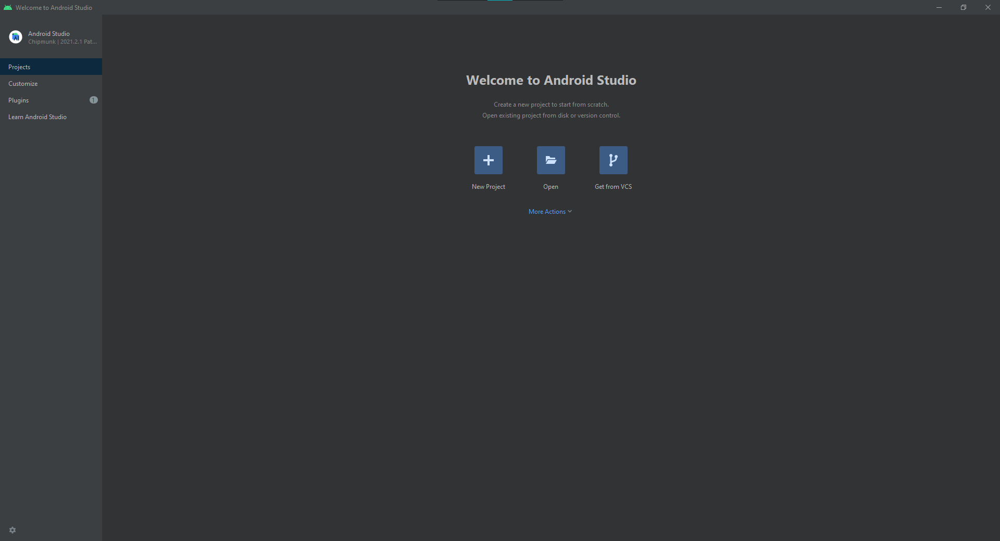 Welcome to Android Studio
Android Studio
Chipmunk | 2021.2.1 Pat...
Projects
Customize
Plugins 1
Learn Android Studio
Welcome to Android Studio
Create a new project to start from scratch.
Open existing project from disk or version control.
New Project Open Get from VCS
More Actions